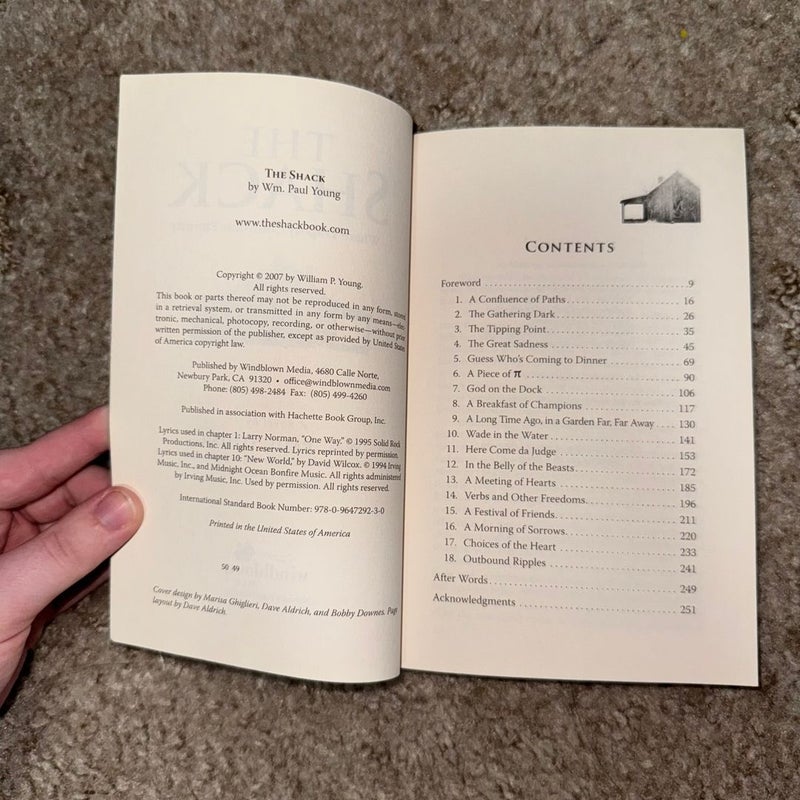 THE SHACK
by Wm. Paul Young
www.theshackbook.com
Copyright © 2007 by William P. Young.
All rights reserved.
This book or parts thereof may not be reproduced in any form, stored
in a retrieval system, or transmitted in any form by any means—elec-
tronic, mechanical, photocopy, recording, or otherwise—without prior
written permission of the publisher, except as provided by United States
of America copyright law.
Published by Windblown Media, 4680 Calle Norte,
Newbury Park, CA 91320 • office@windblownmedia.com
Phone: (805) 498-2484 Fax: (805) 499-4260
Published in association with Hachette Book Group, Inc.
Lyrics used in chapter 1: Larry Norman, "One Way." © 1995 Solid Rock
Productions, Inc. All rights reserved. Lyrics reprinted by permission.
Lyrics used in chapter 10: "New World," by David Wilcox. © 1994 Irving
Music, Inc., and Midnight Ocean Bonfire Music. All rights administered
by Irving Music, Inc. Used by permission. All rights reserved.
International Standard Book Number: 978-0-9647292-3-0
Printed in the United States of America
50 49
Cover design by Marisa Ghiglieri, Dave Aldrich, and Bobby Downes. Page
layout by Dave Aldrich.
CONTENTS
Foreword 9
1. A Confluence of Paths 16
2. The Gathering Dark 26
3. The Tipping Point 35
4. The Great Sadness 45
5. Guess Who's Coming to Dinner 69
6. A Piece of π 90
7. God on the Dock 106
8. A Breakfast of Champions 117
9. A Long Time Ago, in a Garden Far, Far Away 130
10. Wade in the Water 141
11. Here Come da Judge 153
12. In the Belly of the Beasts 172
13. A Meeting of Hearts 185
14. Verbs and Other Freedoms 196
15. A Festival of Friends 211
16. A Morning of Sorrows 220
17. Choices of the Heart 233
18. Outbound Ripples 241
After Words 249
Acknowledgments 251